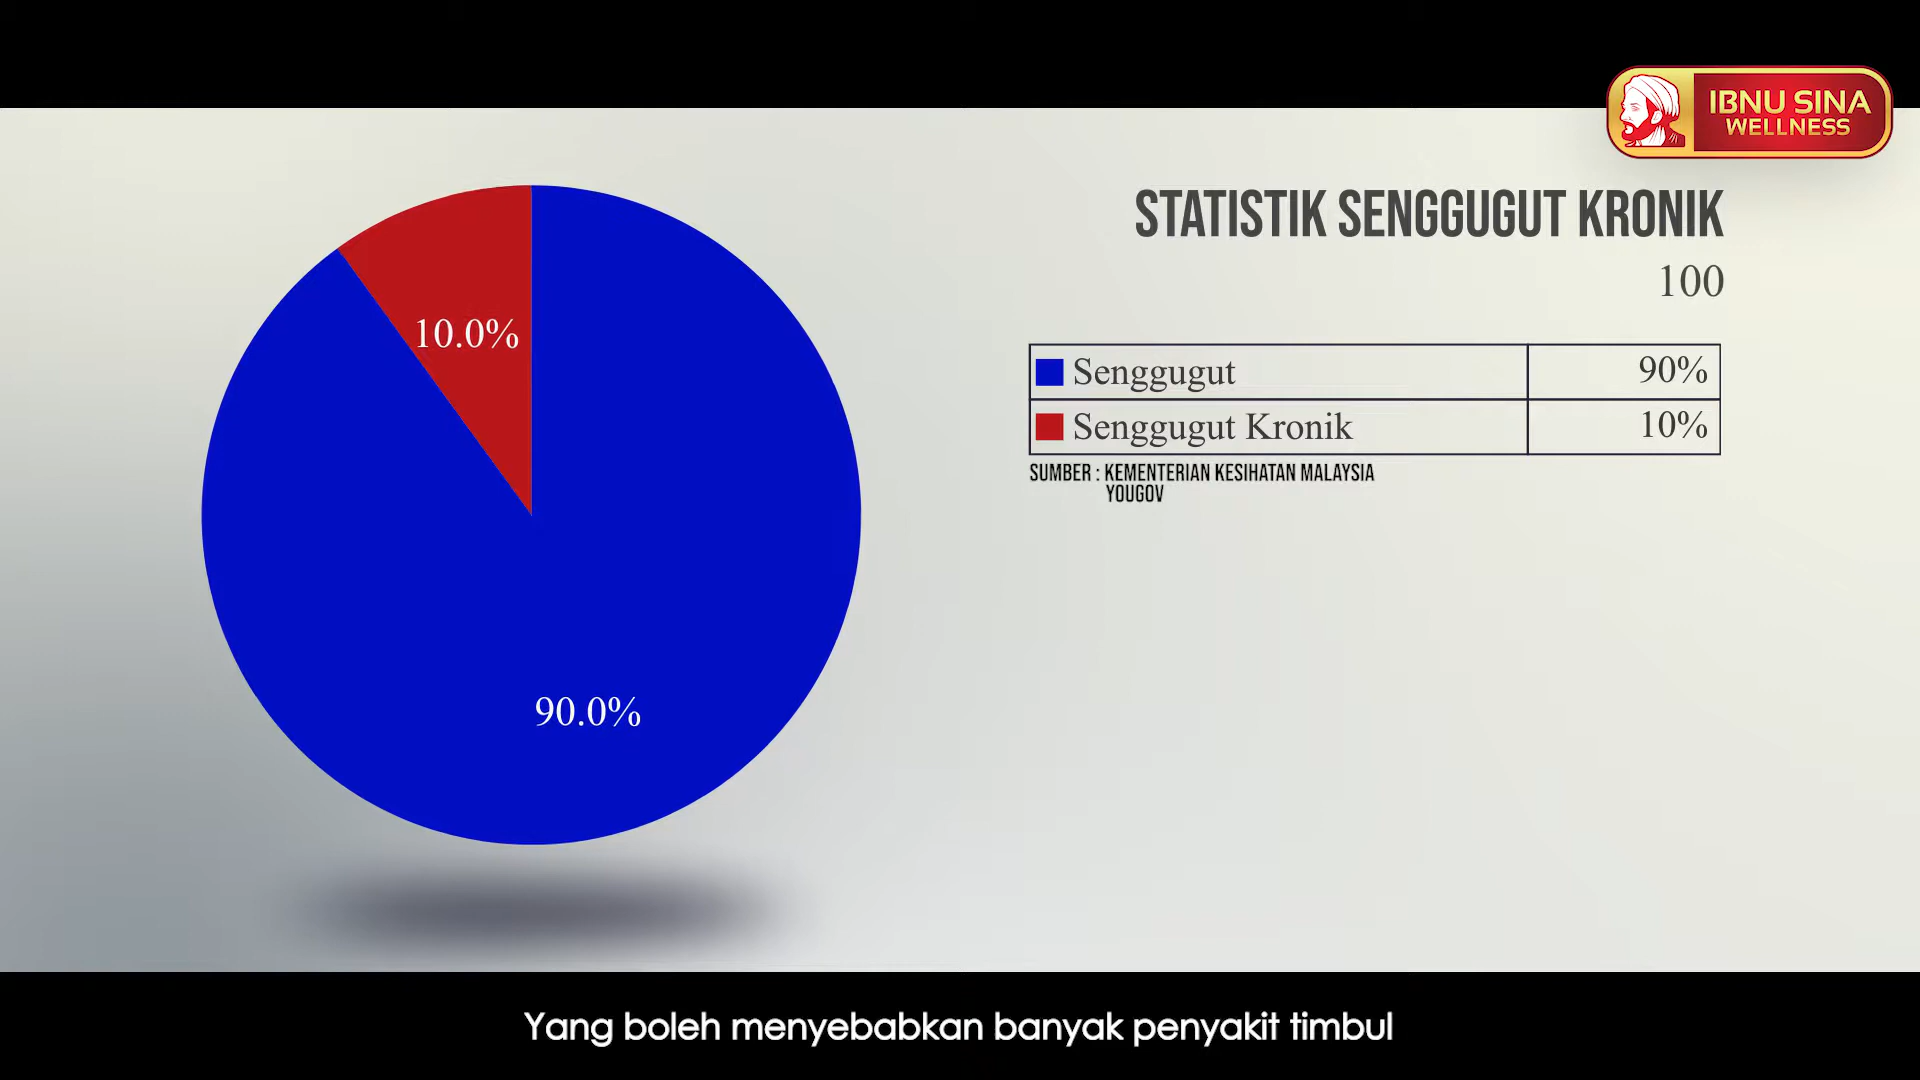 IBNU SINA
WELLNESS
STATISTIK SENGGUGUT KRONIK
100
10.0%
90.0%
Senggugut 90%
Senggugut Kronik 10%
SUMBER : KEMENTERIAN KESIHATAN MALAYSIA
YOUGOV
Yang boleh menyebabkan banyak penyakit timbul